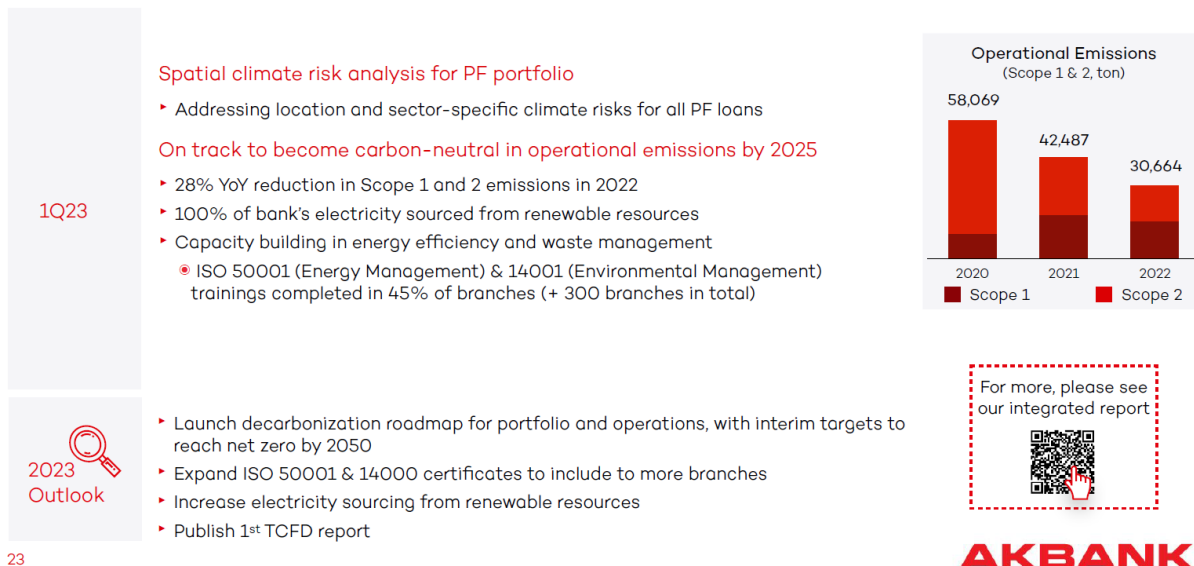 1Q23
Spatial climate risk analysis for PF portfolio
‣ Addressing location and sector-specific climate risks for all PF loans
On track to become carbon-neutral in operational emissions by 2025
‣ 28% YoY reduction in Scope 1 and 2 emissions in 2022
‣ 100% of bank's electricity sourced from renewable resources
‣ Capacity building in energy efficiency and waste management
◉ ISO 50001 (Energy Management) & 14001 (Environmental Management)
trainings completed in 45% of branches (+ 300 branches in total)
Operational Emissions
(Scope 1 & 2, ton)
58,069
42,487
30,664
2020 2021 2022
Scope 1 Scope 2
2023
Outlook
‣ Launch decarbonization roadmap for portfolio and operations, with interim targets to
reach net zero by 2050
‣ Expand ISO 50001 & 14000 certificates to include to more branches
‣ Increase electricity sourcing from renewable resources
‣ Publish 1st TCFD report
For more, please see
our integrated report
23
AKBANK